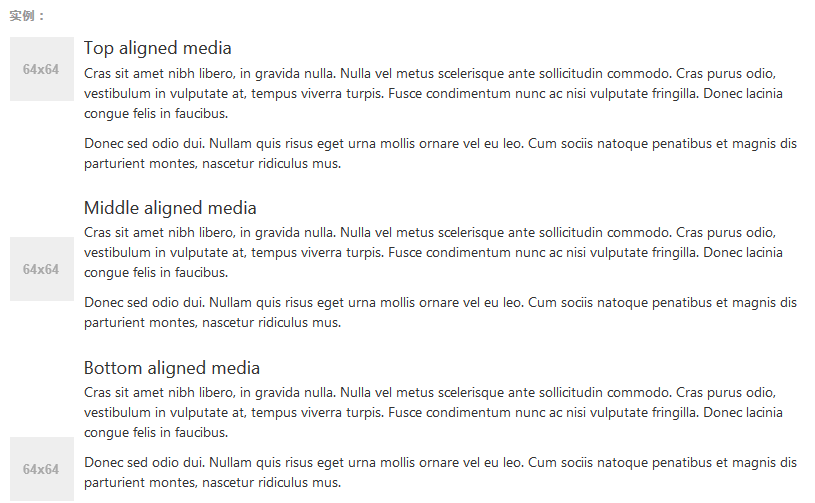 实例：
64x64
Top aligned media
Cras sit amet nibh libero, in gravida nulla. Nulla vel metus scelerisque ante sollicitudin commodo. Cras purus odio,
vestibulum in vulputate at, tempus viverra turpis. Fusce condimentum nunc ac nisi vulputate fringilla. Donec lacinia
congue felis in faucibus.
Donec sed odio dui. Nullam quis risus eget urna mollis ornare vel eu leo. Cum sociis natoque penatibus et magnis dis
parturient montes, nascetur ridiculus mus.
Middle aligned media
Cras sit amet nibh libero, in gravida nulla. Nulla vel metus scelerisque ante sollicitudin commodo. Cras purus odio,
vestibulum in vulputate at, tempus viverra turpis. Fusce condimentum nunc ac nisi vulputate fringilla. Donec lacinia
64x64
congue felis in faucibus.
Donec sed odio dui. Nullam quis risus eget urna mollis ornare vel eu leo. Cum sociis natoque penatibus et magnis dis
parturient montes, nascetur ridiculus mus.
Bottom aligned media
Cras sit amet nibh libero, in gravida nulla. Nulla vel metus scelerisque ante sollicitudin commodo. Cras purus odio,
vestibulum in vulputate at, tempus viverra turpis. Fusce condimentum nunc ac nisi vulputate fringilla. Donec lacinia
congue felis in faucibus.
64x64
Donec sed odio dui. Nullam quis risus eget urna mollis ornare vel eu leo. Cum sociis natoque penatibus et magnis dis
parturient montes, nascetur ridiculus mus.